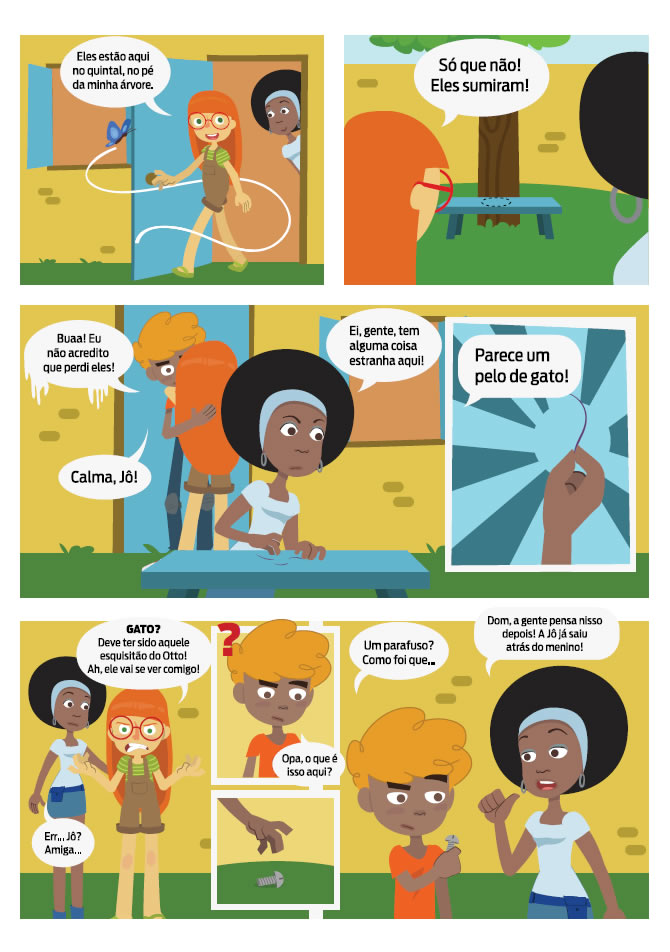 Eles estão aqui
no quintal, no pé
da minha árvore.
Só que não!
Eles sumiram!
Buaa! Eu
não acredito
que perdi eles!
Calma, Jô!
Ei, gente, tem
alguma coisa
estranha aqui!
Parece um
pelo de gato!
GATO?
Deve ter sido aquele
esquisitão do Otto!
Ah, ele vai se ver comigo!
Err... Jô?
Amiga...
?
Opa, o que é
isso aqui?
Um parafuso?
Como foi que...
Dom, a gente pensa nisso
depois! A Jô já saiu
atrás do menino!